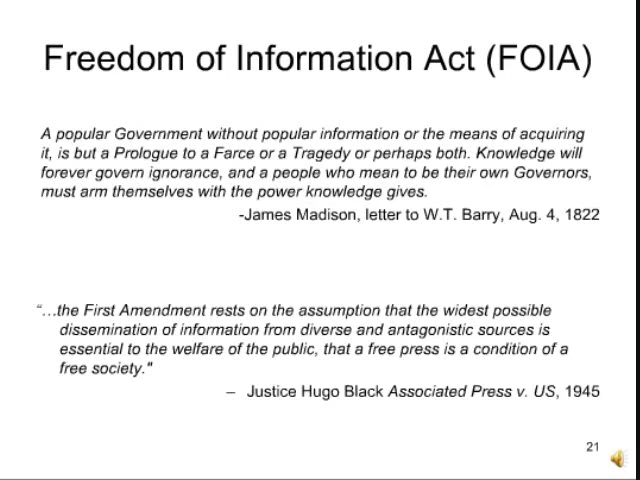 Freedom of Information Act (FOIA)
A popular Government without popular information or the means of acquiring
it, is but a Prologue to a Farce or a Tragedy or perhaps both. Knowledge will
forever govern ignorance, and a people who mean to be their own Governors,
must arm themselves with the power knowledge gives.
-James Madison, letter to W.T. Barry, Aug. 4, 1822
“…the First Amendment rests on the assumption that the widest possible
dissemination of information from diverse and antagonistic sources is
essential to the welfare of the public, that a free press is a condition of a
free society."
– Justice Hugo Black Associated Press v. US, 1945
21